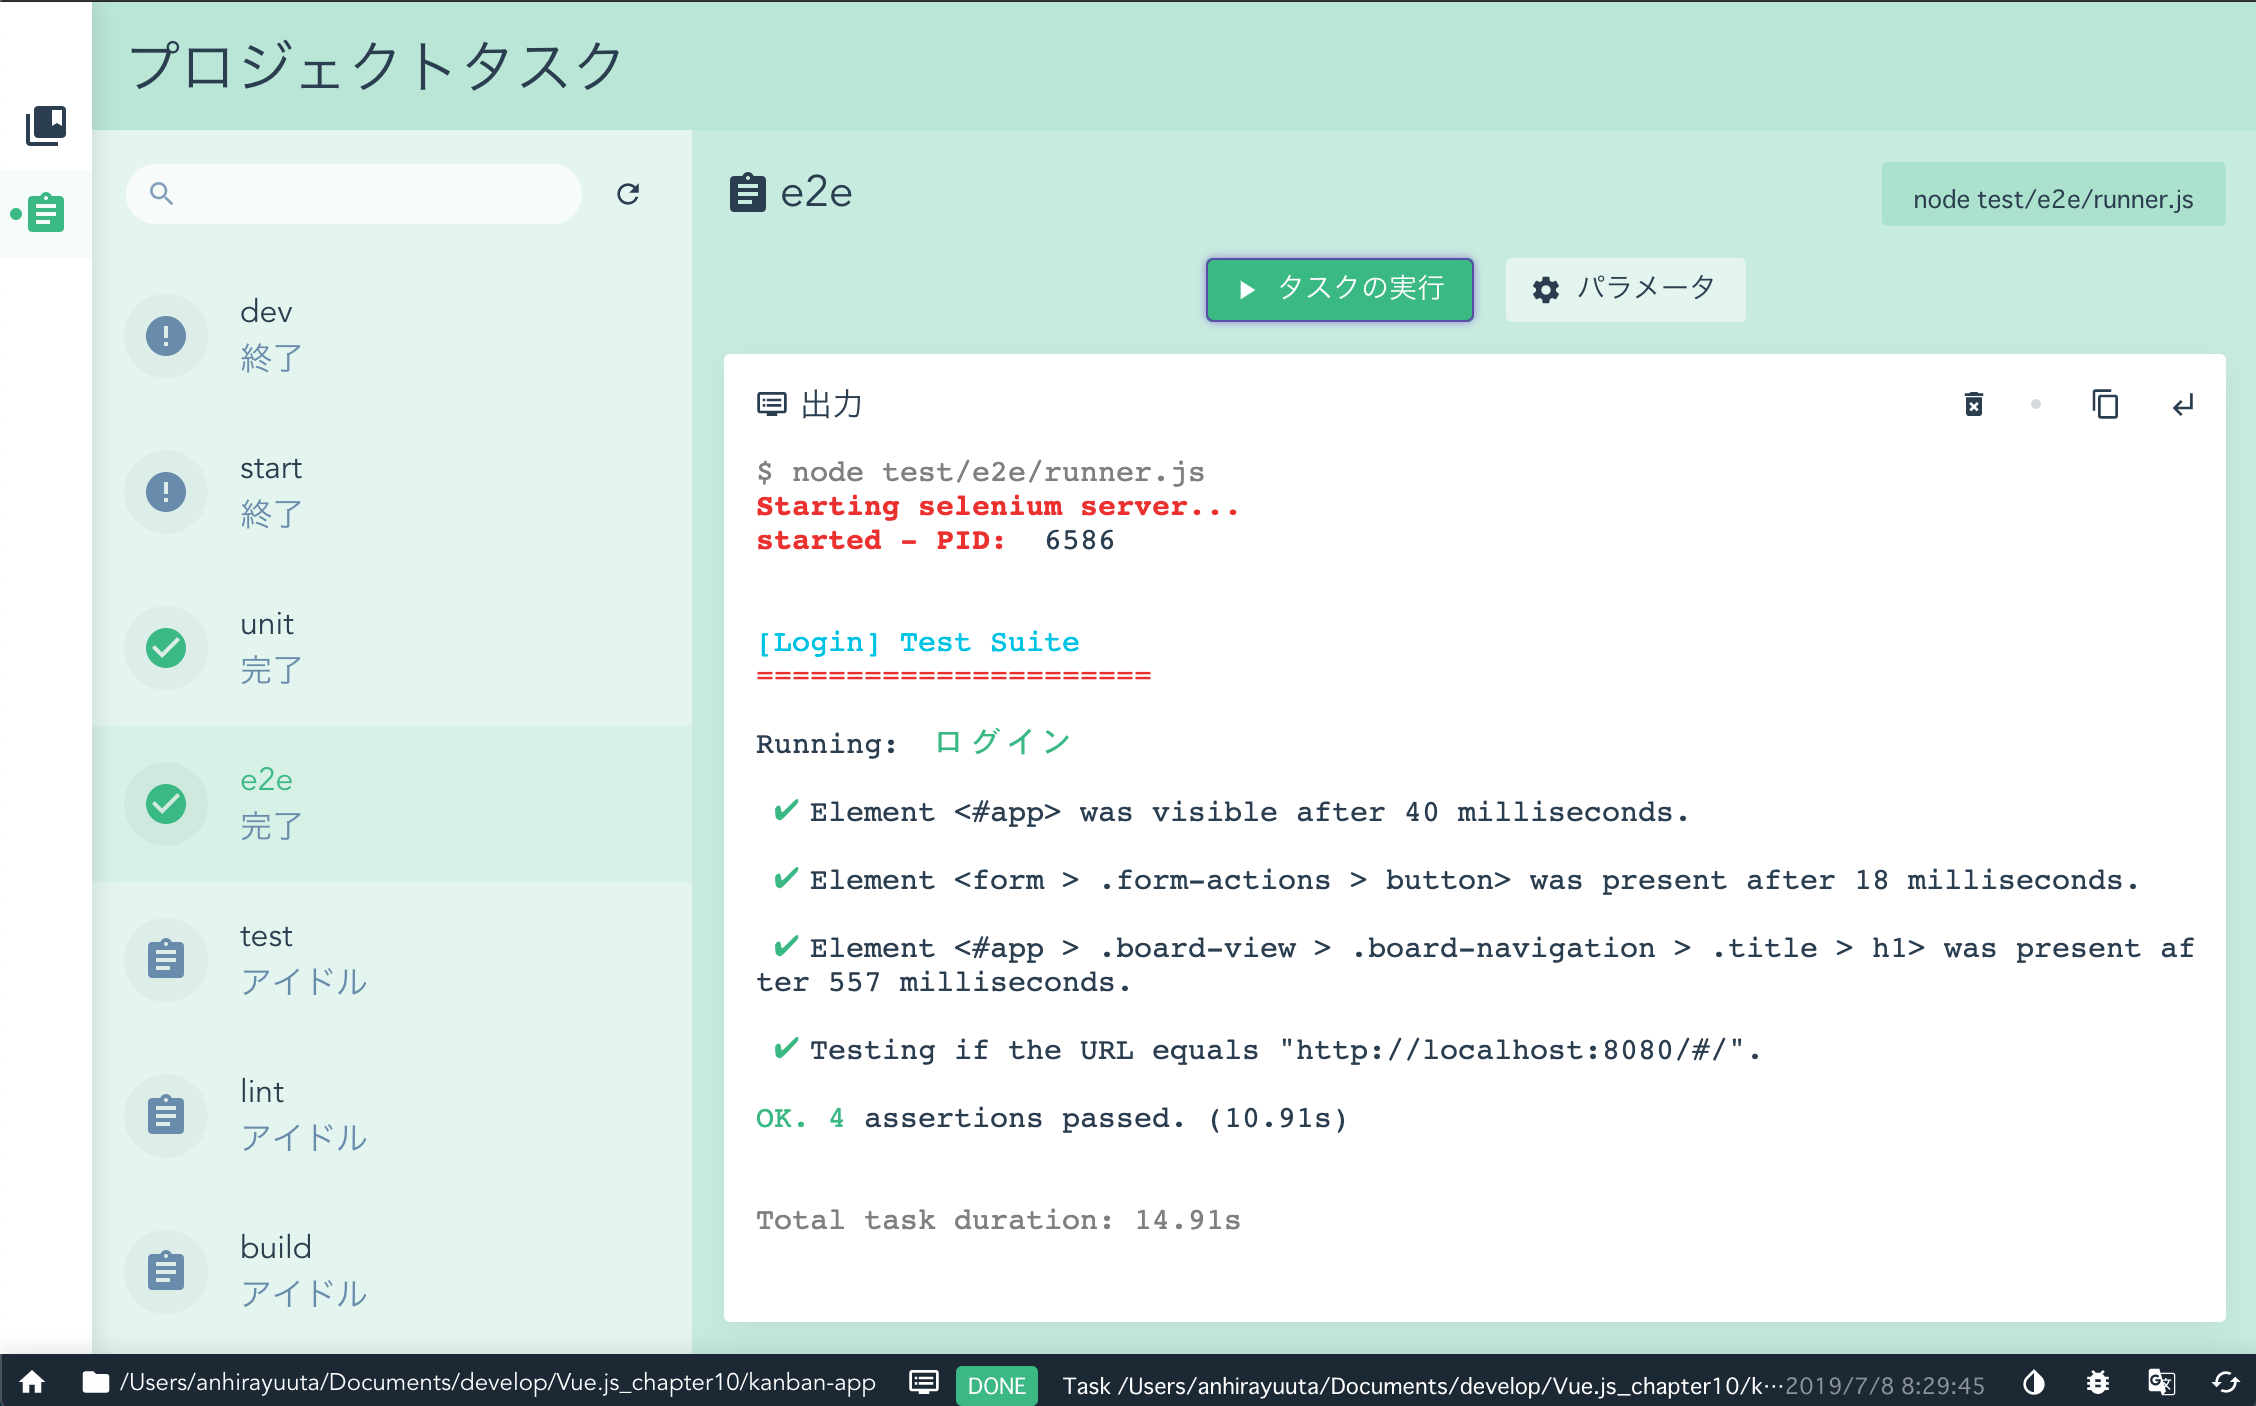 プロジェクトタスク
dev
終了
start
終了
unit
完了
e2e
完了
test
アイドル
lint
アイドル
build
アイドル
e2e
node test/e2e/runner.js
タスクの実行
パラメータ
出力
$ node test/e2e/runner.js
Starting selenium server...
started - PID:  6586
[Login] Test Suite
======================
Running:  ログイン
✔ Element <#app> was visible after 40 milliseconds.
✔ Element <form > .form-actions > button> was present after 18 milliseconds.
✔ Element <#app > .board-view > .board-navigation > .title > h1> was present af
ter 557 milliseconds.
✔ Testing if the URL equals "http://localhost:8080/#/".
OK. 4 assertions passed. (10.91s)
Total task duration: 14.91s
/Users/anhirayuuta/Documents/develop/Vue.js_chapter10/kanban-app
DONE
Task /Users/anhirayuuta/Documents/develop/Vue.js_chapter10/k…
2019/7/8 8:29:45